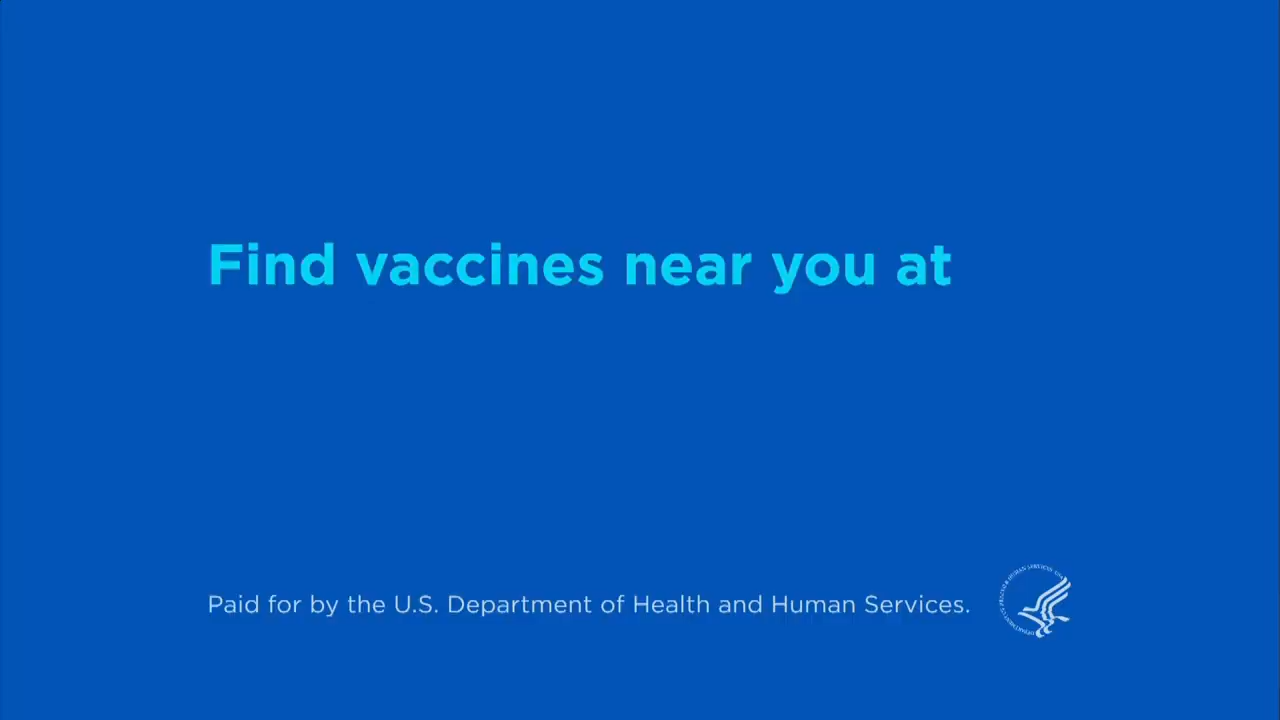 Find vaccines near you at
Paid for by the U.S. Department of Health and Human Services.